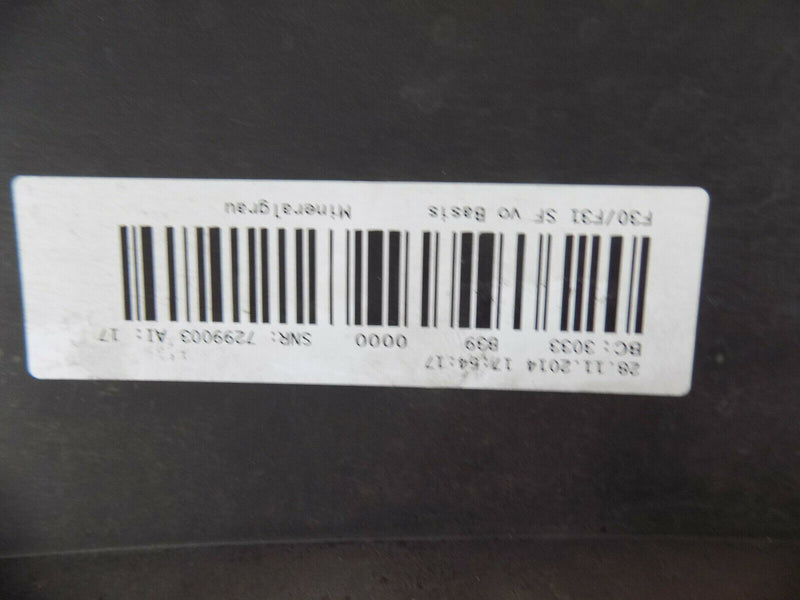 28.11.2014 17:54:17
BC: 3033 B39 0000 SNR: 7299003 AI: 17
F30/F31 SF vo Basis Mineralgrau